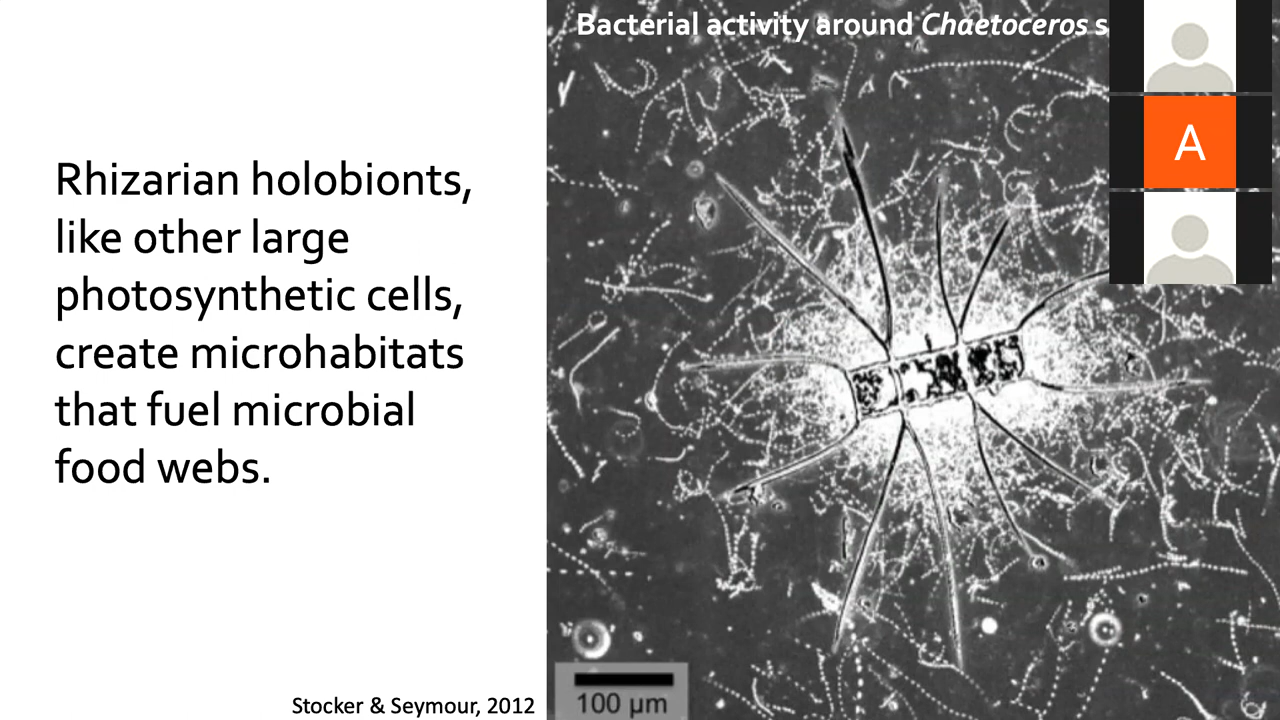 Bacterial activity around Chaetoceros s
A
Rhizarian holobionts,
like other large
photosynthetic cells,
create microhabitats
that fuel microbial
food webs.
Stocker & Seymour, 2012
100 µm